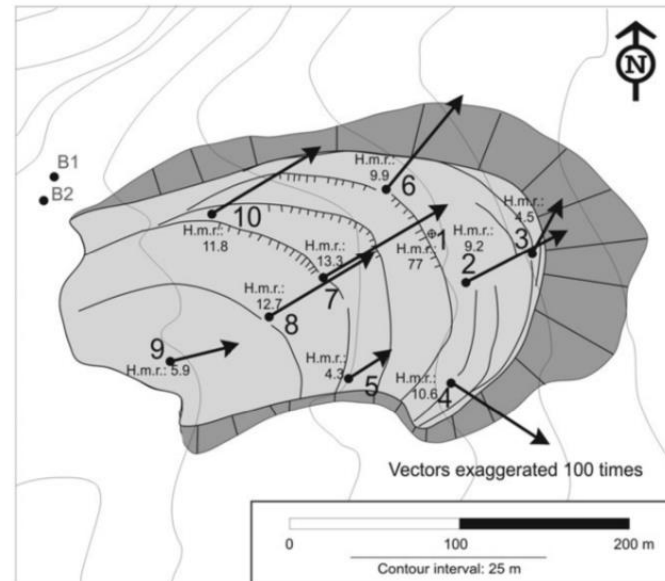 N
B1
B2
H.m.r.:
9.9
6
10
H.m.r.:
11.8
H.m.r.:
4.5
3
1
H.m.r.:
77
H.m.r.:
9.2
2
H.m.r.:
13.3
7
H.m.r.:
12.7
8
9
H.m.r.: 5.9
H.m.r.:
4.3
5
H.m.r.:
10.6
4
Vectors exaggerated 100 times
0 100 200 m
Contour interval: 25 m